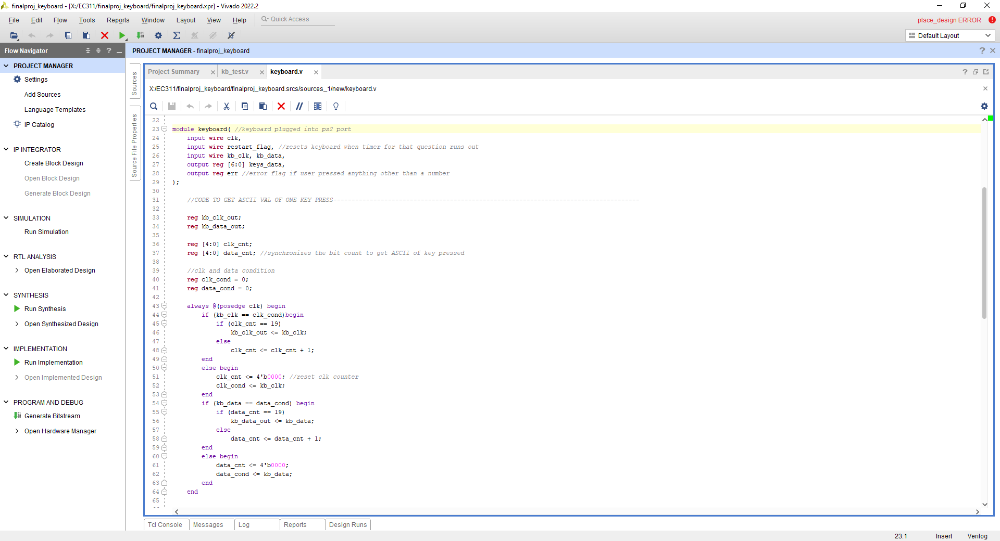 finalproj_keyboard - [X:/EC311/finalproj_keyboard/finalproj_keyboard.xpr] - Vivado 2022.2
File Edit Flow Tools Reports Window Layout View Help Quick Access
place_design ERROR
Default Layout
Flow Navigator
PROJECT MANAGER - finalproj_keyboard
PROJECT MANAGER
Settings
Add Sources
Language Templates
IP Catalog
IP INTEGRATOR
Create Block Design
Open Block Design
Generate Block Design
SIMULATION
Run Simulation
RTL ANALYSIS
Open Elaborated Design
SYNTHESIS
Run Synthesis
Open Synthesized Design
IMPLEMENTATION
Run Implementation
Open Implemented Design
PROGRAM AND DEBUG
Generate Bitstream
Open Hardware Manager
Sources
Source File Properties
Project Summary kb_test.v keyboard.v
X:/EC311/finalproj_keyboard/finalproj_keyboard.srcs/sources_1/new/keyboard.v
22
23 module keyboard( //keyboard plugged into ps2 port
24 input wire clk,
25 input wire restart_flag, //resets keyboard when timer for that question runs out
26 input wire kb_clk, kb_data,
27 output reg [6:0] keys_data,
28 output reg err //error flag if user pressed anything other than a number
29 );
30
31 //CODE TO GET ASCII VAL OF ONE KEY PRESS------------------------------------------------------------------------------------
32
33 reg kb_clk_out;
34 reg kb_data_out;
35
36 reg [4:0] clk_cnt;
37 reg [4:0] data_cnt; //synchronizes the bit count to get ASCII of key pressed
38
39 //clk and data condition
40 reg clk_cond = 0;
41 reg data_cond = 0;
42
43 always @(posedge clk) begin
44 if (kb_clk == clk_cond)begin
45 if (clk_cnt == 19)
46 kb_clk_out <= kb_clk;
47 else
48 clk_cnt <= clk_cnt + 1;
49 end
50 else begin
51 clk_cnt <= 4'b0000; //reset clk counter
52 clk_cond <= kb_clk;
53 end
54 if (kb_data == data_cond) begin
55 if (data_cnt == 19)
56 kb_data_out <= kb_data;
57 else
58 data_cnt <= data_cnt + 1;
59 end
60 else begin
61 data_cnt <= 4'b0000;
62 data_cond <= kb_data;
63 end
64 end
65
Tcl Console Messages Log Reports Design Runs
23:1 Insert Verilog